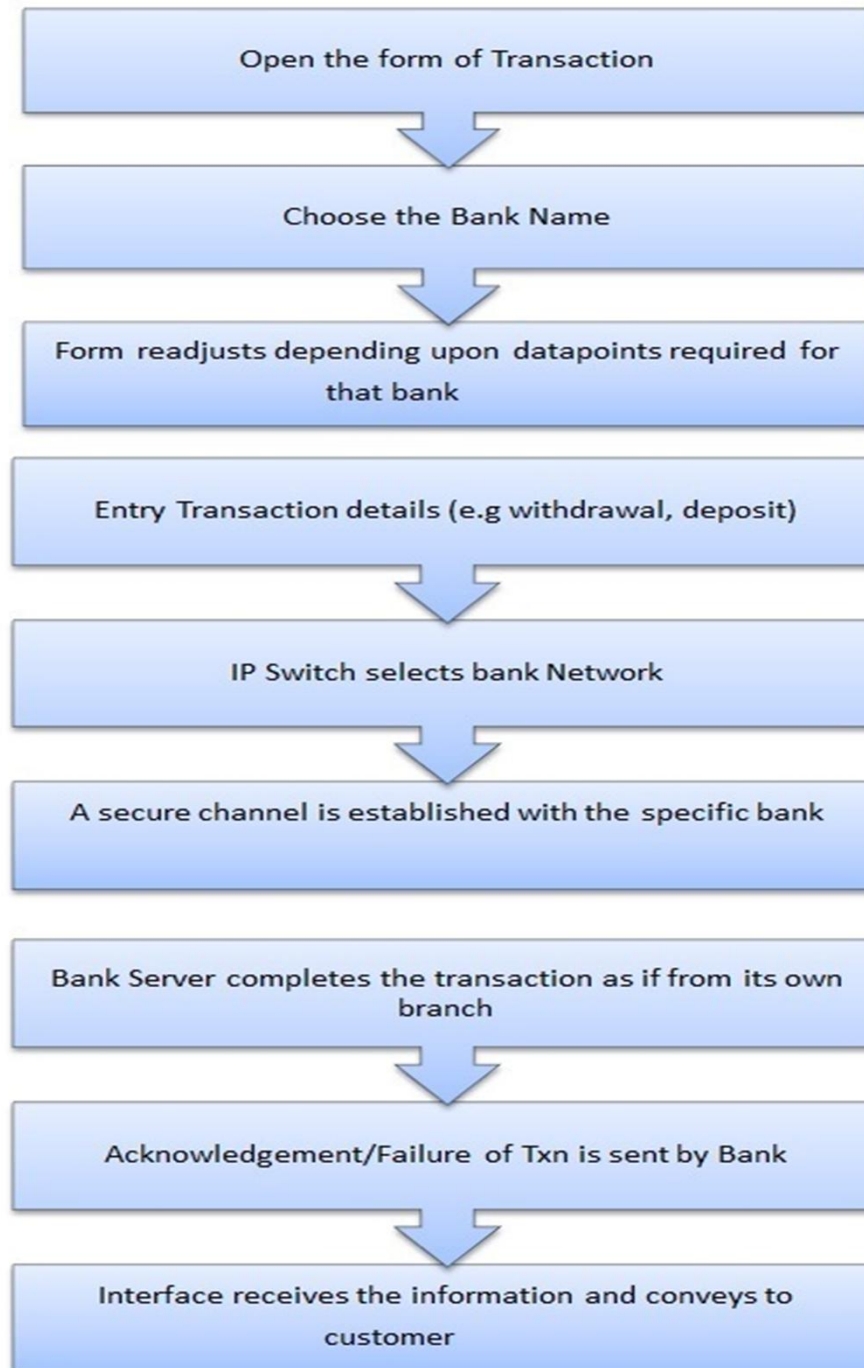 Open the form of Transaction
Choose the Bank Name
Form readjusts depending upon datapoints required for
that bank
Entry Transaction details (e.g withdrawal, deposit)
IP Switch selects bank Network
A secure channel is established with the specific bank
Bank Server completes the transaction as if from its own
branch
Acknowledgement/Failure of Txn is sent by Bank
Interface receives the information and conveys to
customer